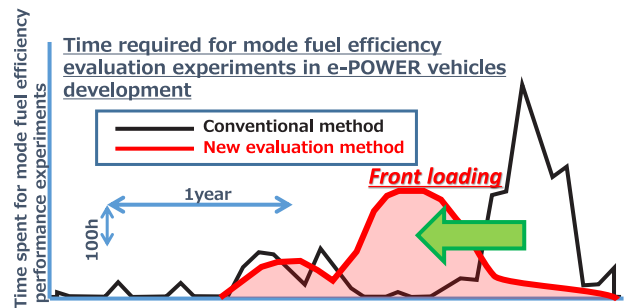 Time required for mode fuel efficiency
evaluation experiments in e-POWER vehicles
development
Time spent for mode fuel efficiency
performance experiments
Conventional method
New evaluation method
Front loading
1year
100h